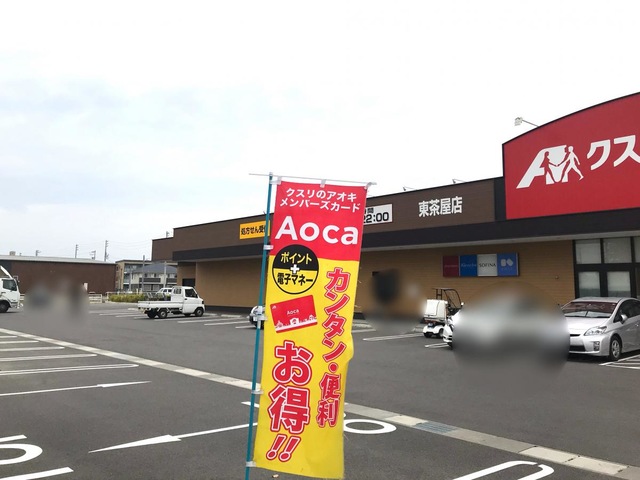 クスリのアオキ
メンバーズカード
Aoca
ポイント
+
電子マネー
Aoca
カンタン・便利
お得!!
処方せん受付
22:00
東茶屋店
クス